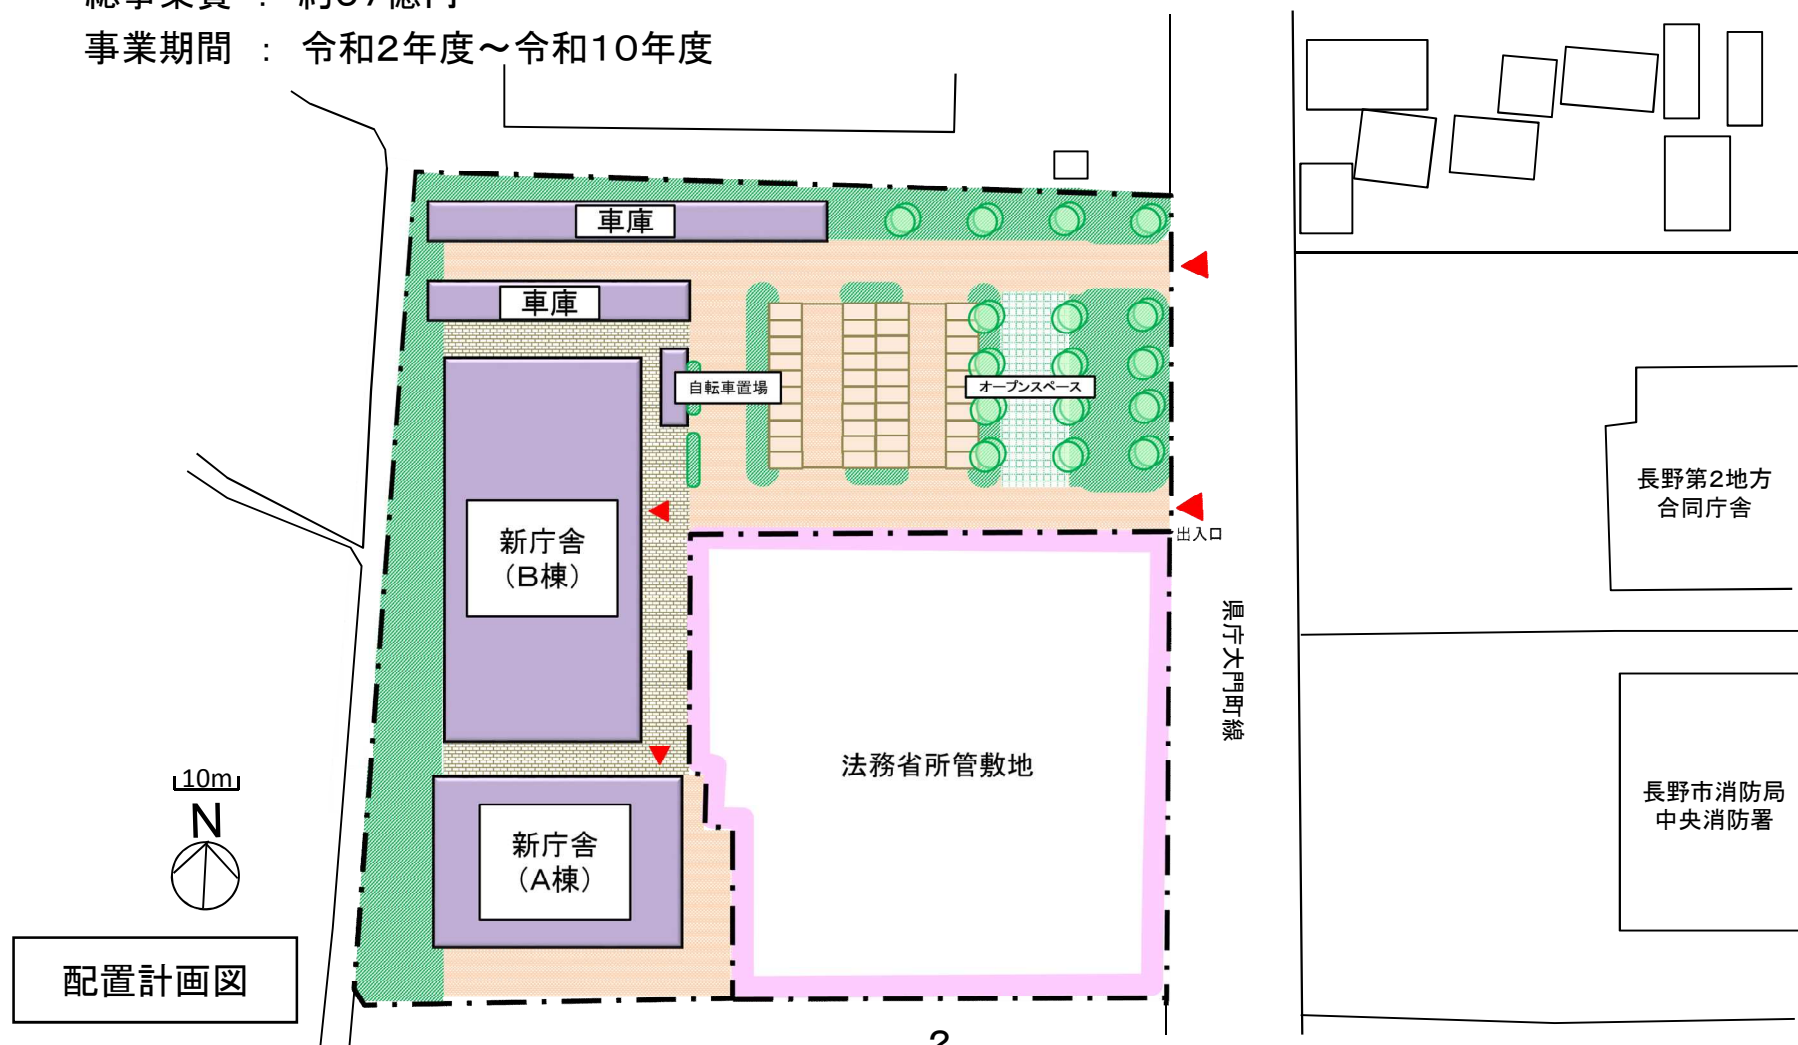 事業期間 : 令和2年度～令和10年度
車庫
車庫
自転車置場
オープンスペース
長野第2地方
合同庁舎
新庁舎
（B棟）
出入口
県庁大門町線
法務省所管敷地
10m
N
長野市消防局
中央消防署
新庁舎
（A棟）
配置計画図